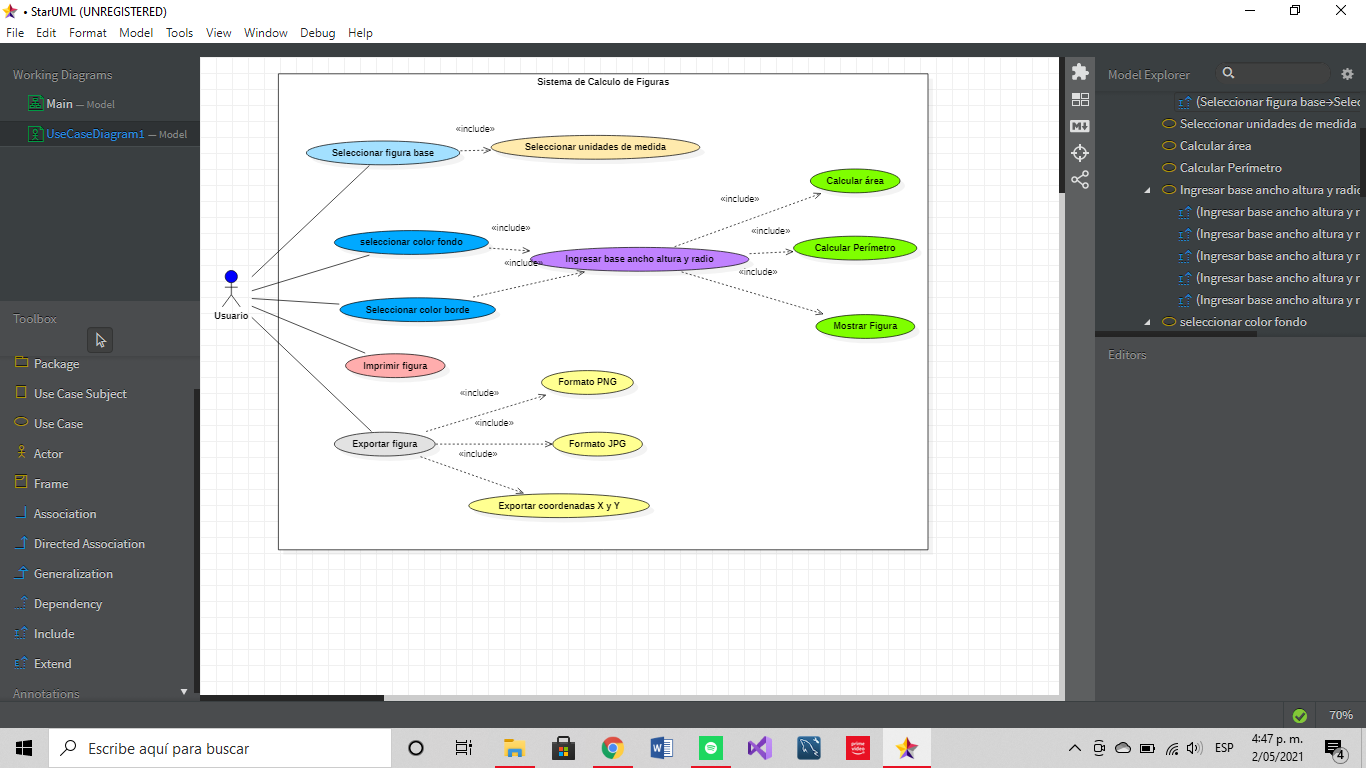 • StarUML (UNREGISTERED)
File Edit Format Model Tools View Window Debug Help
Working Diagrams
Main — Model
UseCaseDiagram1 — Model
Toolbox
Package
Use Case Subject
Use Case
Actor
Frame
Association
Directed Association
Generalization
Dependency
Include
Extend
Annotations
Sistema de Calculo de Figuras
Usuario
Seleccionar figura base
«include»
Seleccionar unidades de medida
seleccionar color fondo
«include»
Seleccionar color borde
«include»
Ingresar base ancho altura y radio
«include»
Calcular área
«include»
Calcular Perímetro
«include»
Mostrar Figura
Imprimir figura
Exportar figura
«include»
Formato PNG
«include»
Formato JPG
«include»
Exportar coordenadas X y Y
Model Explorer
(Seleccionar figura base→Selec
Seleccionar unidades de medida
Calcular área
Calcular Perímetro
Ingresar base ancho altura y radio
(Ingresar base ancho altura y r
(Ingresar base ancho altura y r
(Ingresar base ancho altura y r
(Ingresar base ancho altura y r
(Ingresar base ancho altura y r
seleccionar color fondo
Editors
70%
Escribe aquí para buscar
prime video
ESP
4:47 p. m.
2/05/2021
4